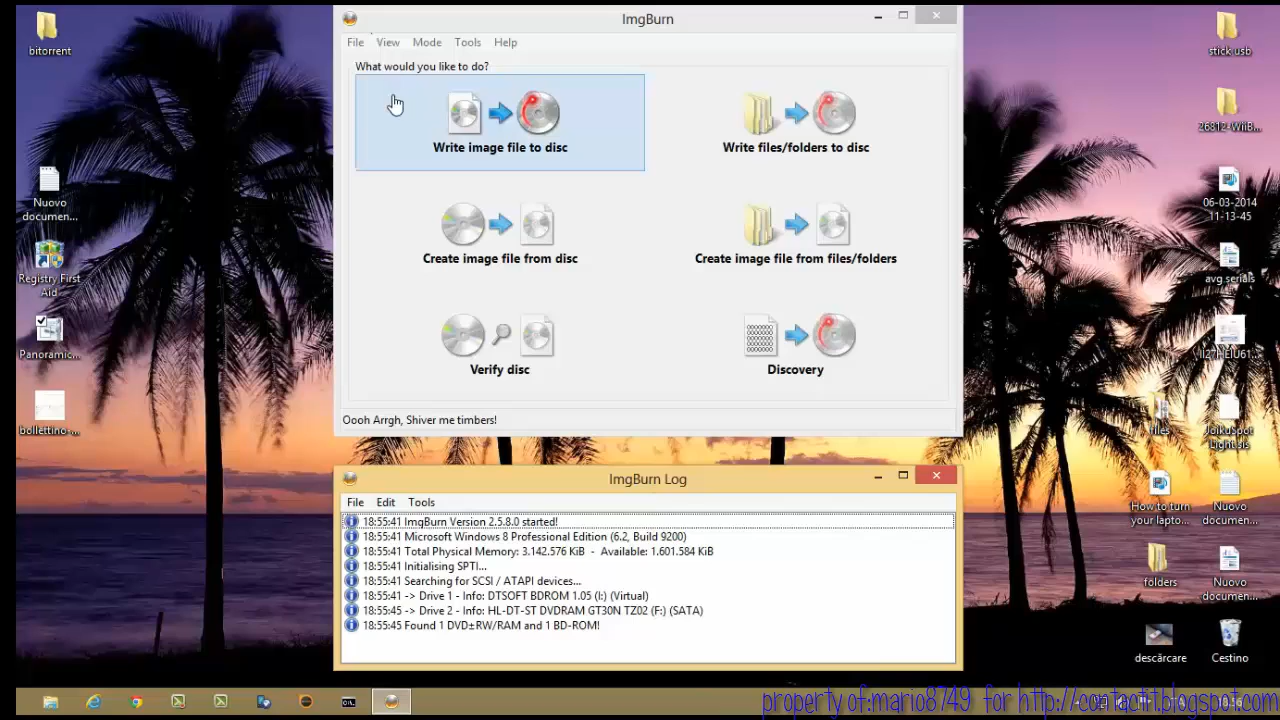 bitorrent
Nuovo
documen...
Registry First
Aid
Panoramic...
bollettino-...
ImgBurn
File View Mode Tools Help
What would you like to do?
Write image file to disc
Write files/folders to disc
Create image file from disc
Create image file from files/folders
Verify disc
Discovery
Oooh Arrgh, Shiver me timbers!
ImgBurn Log
File Edit Tools
18:55:41 ImgBurn Version 2.5.8.0 started!
18:55:41 Microsoft Windows 8 Professional Edition (6.2, Build 9200)
18:55:41 Total Physical Memory: 3.142.576 KiB - Available: 1.601.584 KiB
18:55:41 Initialising SPTI...
18:55:41 Searching for SCSI / ATAPI devices...
18:55:41 -> Drive 1 - Info: DTSOFT BDROM 1.05 (I:) (Virtual)
18:55:45 -> Drive 2 - Info: HL-DT-ST DVDRAM GT30N TZ02 (F:) (SATA)
18:55:45 Found 1 DVD±RW/RAM and 1 BD-ROM!
stick usb
26812-WiiB...
06-03-2014
11-13-45
avg serials
files
JoikuSpot
Light.sis
How to turn
your lapto...
Nuovo
documen...
folders
Nuovo
documen...
descărcare
Cestino
property of:mario8749 for http://contactit.blogspot.com